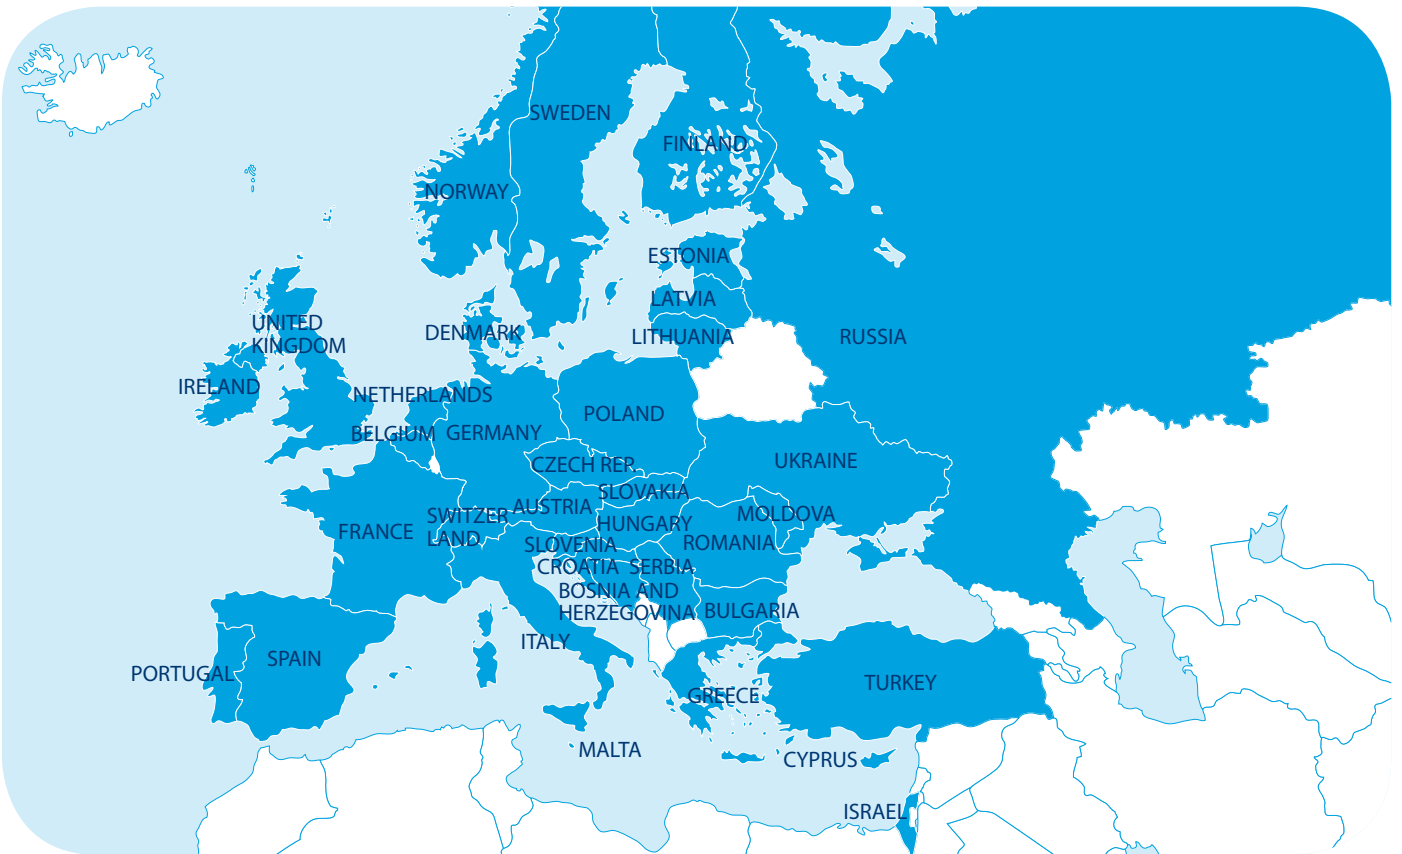 SWEDEN
FINLAND
NORWAY
ESTONIA
LATVIA
UNITED
KINGDOM
DENMARK
LITHUANIA
RUSSIA
IRELAND
NETHERLANDS
POLAND
BELGIUM
GERMANY
UKRAINE
CZECH REP.
SLOVAKIA
AUSTRIA
SWITZER
LAND
MOLDOVA
HUNGARY
FRANCE
ROMANIA
SLOVENIA
CROATIA
SERBIA
BOSNIA AND
HERZEGOVINA
BULGARIA
ITALY
SPAIN
PORTUGAL
TURKEY
GREECE
MALTA
CYPRUS
ISRAEL